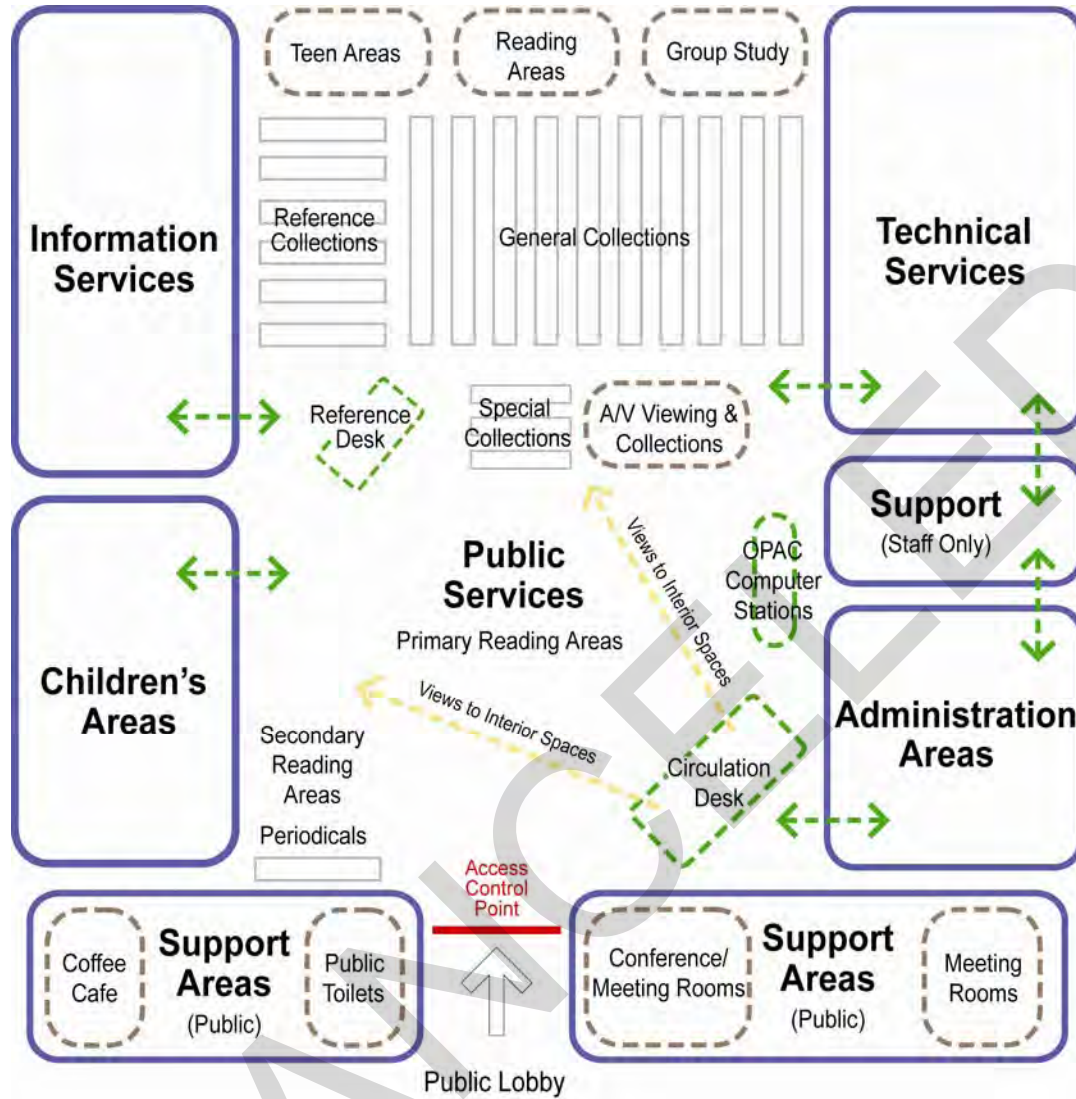 Teen Areas
Reading
Areas
Group Study
Information
Services
Reference
Collections
General Collections
Technical
Services
Reference
Desk
Special
Collections
A/V Viewing &
Collections
Support
(Staff Only)
OPAC
Computer
Stations
Public
Services
Primary Reading Areas
Views to Interior Spaces
Views to Interior Spaces
Children's
Areas
Administration
Areas
Secondary
Reading
Areas
Periodicals
Circulation
Desk
Access
Control
Point
Coffee
Cafe
Support
Areas
(Public)
Public
Toilets
Conference/
Meeting Rooms
Support
Areas
(Public)
Meeting
Rooms
Public Lobby